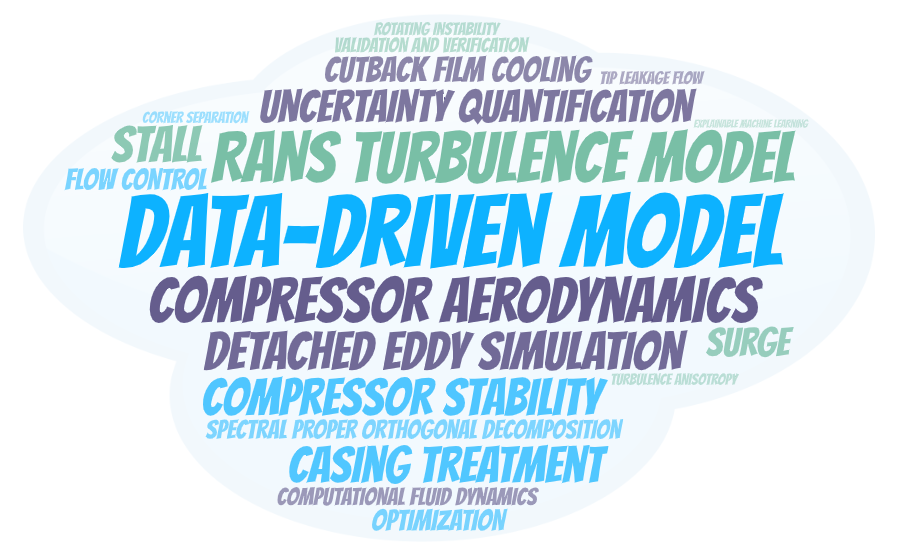 ROTATING INSTABILITY
VALIDATION AND VERIFICATION
CUTBACK FILM COOLING
TIP LEAKAGE FLOW
UNCERTAINTY QUANTIFICATION
CORNER SEPARATION
EXPLAINABLE MACHINE LEARNING
STALL
RANS TURBULENCE MODEL
FLOW CONTROL
DATA-DRIVEN MODEL
COMPRESSOR AERODYNAMICS
DETACHED EDDY SIMULATION
SURGE
TURBULENCE ANISOTROPY
COMPRESSOR STABILITY
SPECTRAL PROPER ORTHOGONAL DECOMPOSITION
CASING TREATMENT
COMPUTATIONAL FLUID DYNAMICS
OPTIMIZATION